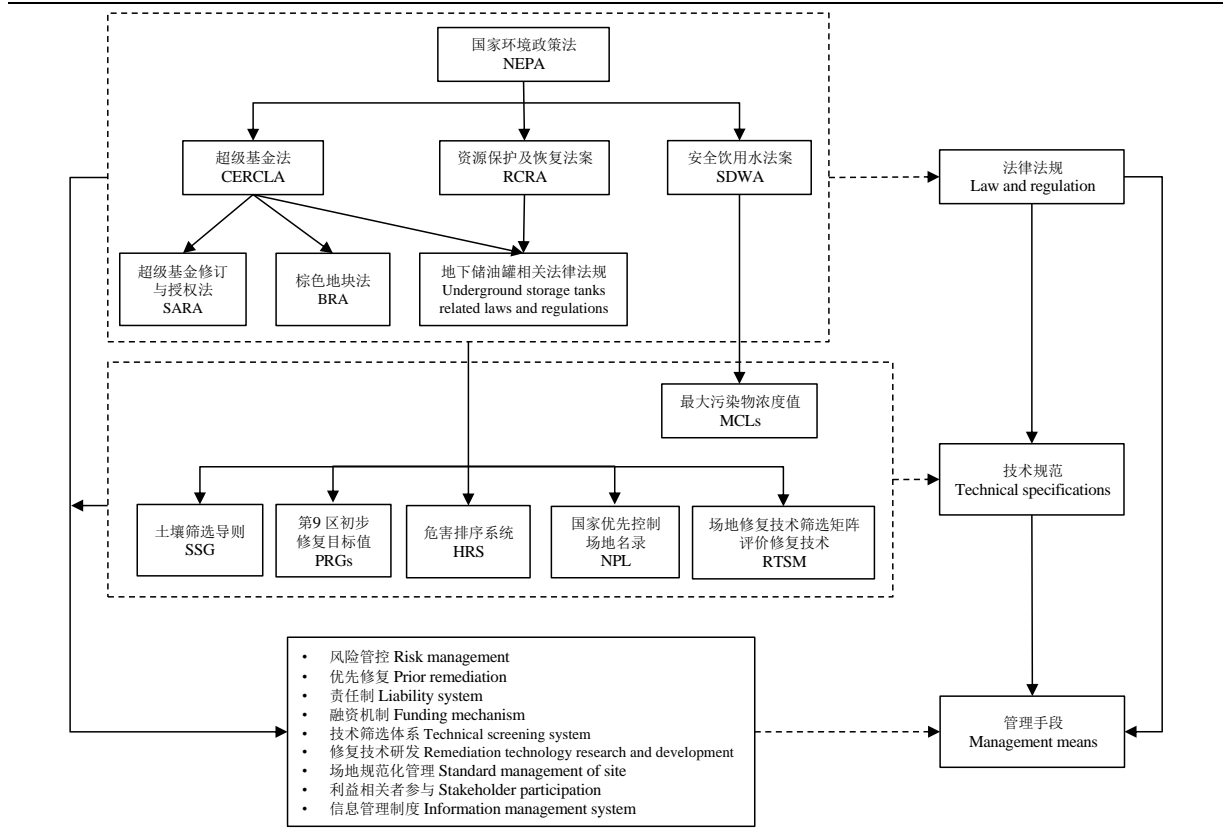 国家环境政策法
NEPA
超级基金法
CERCLA
资源保护及恢复法案
RCRA
安全饮用水法案
SDWA
法律法规
Law and regulation
超级基金修订
与授权法
SARA
棕色地块法
BRA
地下储油罐相关法律法规
Underground storage tanks
related laws and regulations
最大污染物浓度值
MCLs
技术规范
Technical specifications
土壤筛选导则
SSG
第9 区初步
修复目标值
PRGs
危害排序系统
HRS
国家优先控制
场地名录
NPL
场地修复技术筛选矩阵
评价修复技术
RTSM
• 风险管控 Risk management
• 优先修复 Prior remediation
• 责任制 Liability system
• 融资机制 Funding mechanism
• 技术筛选体系 Technical screening system
• 修复技术研发 Remediation technology research and development
• 场地规范化管理 Standard management of site
• 利益相关者参与 Stakeholder participation
• 信息管理制度 Information management system
管理手段
Management means